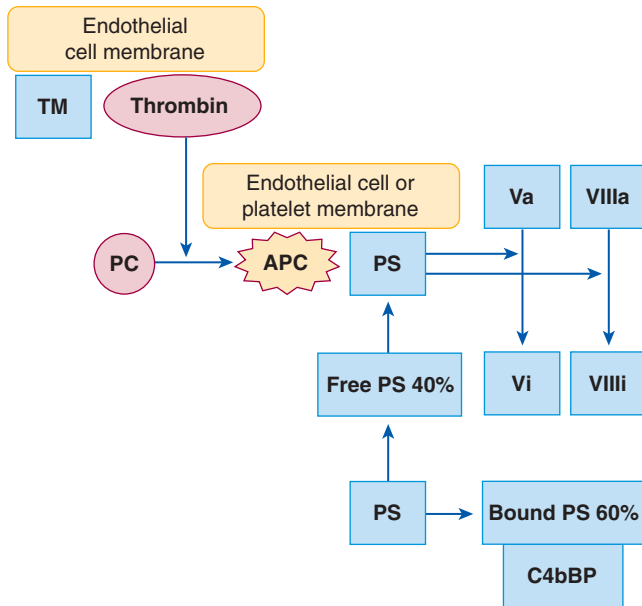 Endothelial
cell membrane
TM
Thrombin
Endothelial cell or
platelet membrane
Va
VIIIa
PC
APC
PS
Free PS 40%
Vi
VIIIi
PS
Bound PS 60%
C4bBP